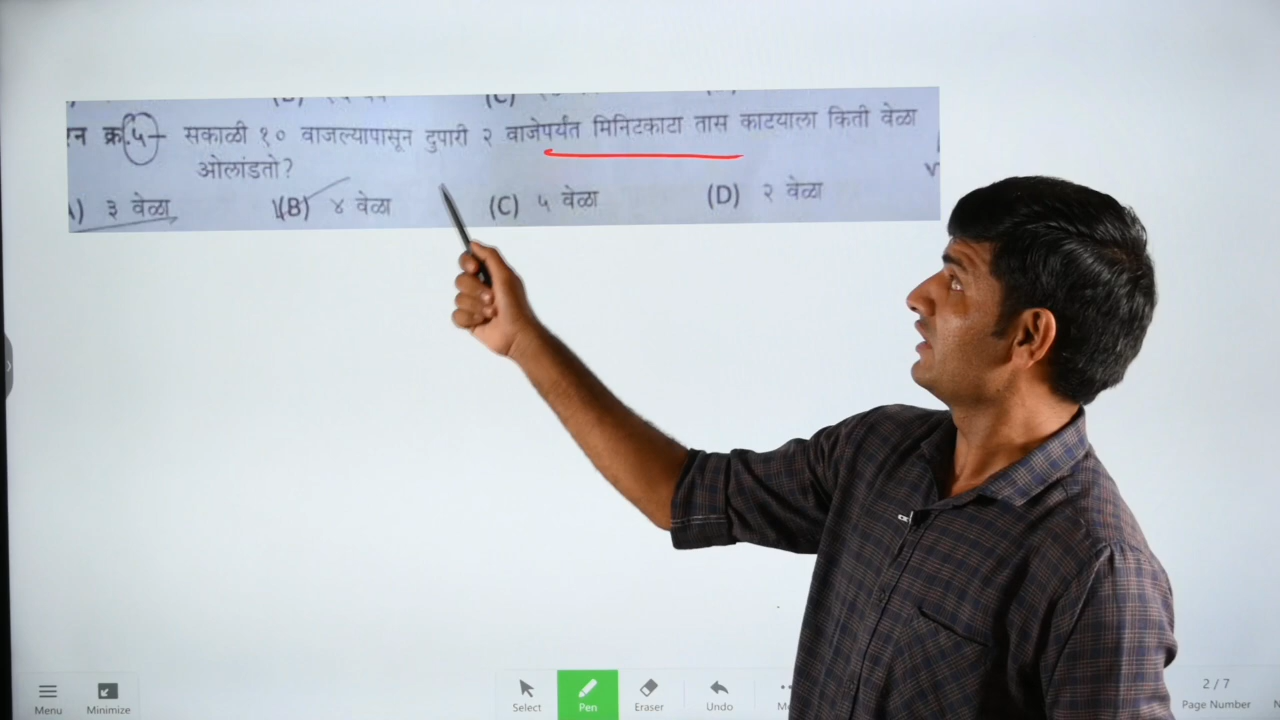 न क्र. ५ सकाळी १० वाजल्यापासून दुपारी २ वाजेपर्यंत मिनिटकाटा तास काटयाला किती वेळा
ओलांडतो?
) ३ वेळा (B) ४ वेळा (C) ५ वेळा (D) २ वेळा
Menu Minimize Select Pen Eraser Undo
2 / 7
Page Number